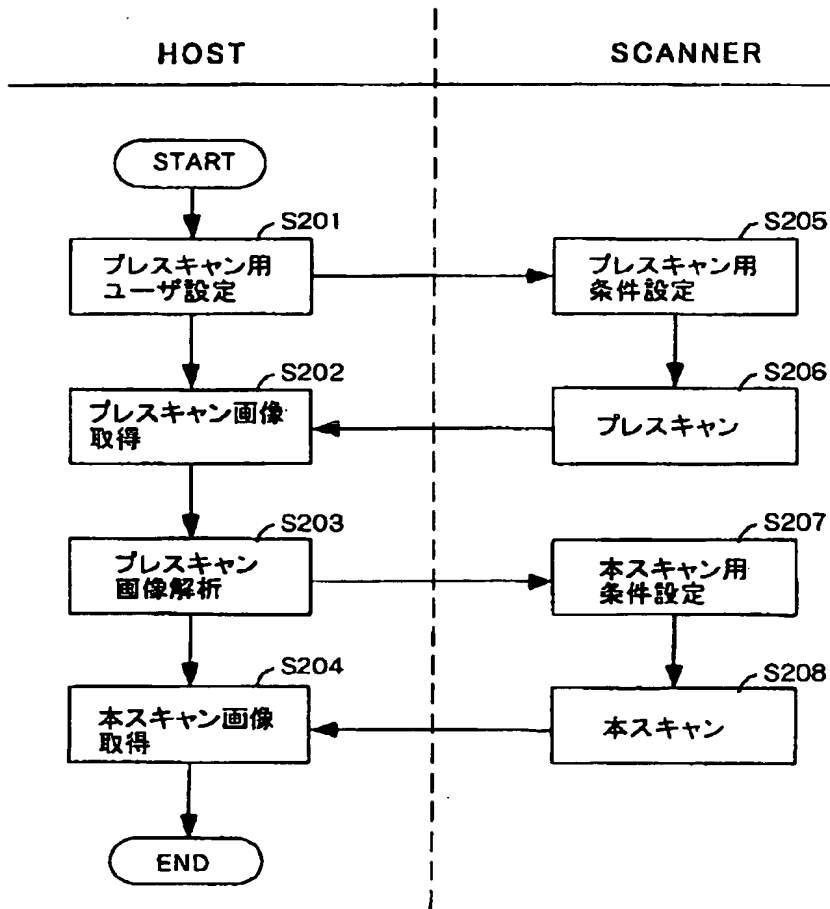 HOST
SCANNER
START
S201
プレスキャン用
ユーザ設定
S205
プレスキャン用
条件設定
S202
プレスキャン画像
取得
S206
プレスキャン
S203
プレスキャン
画像解析
S207
本スキャン用
条件設定
S204
本スキャン画像
取得
S208
本スキャン
END